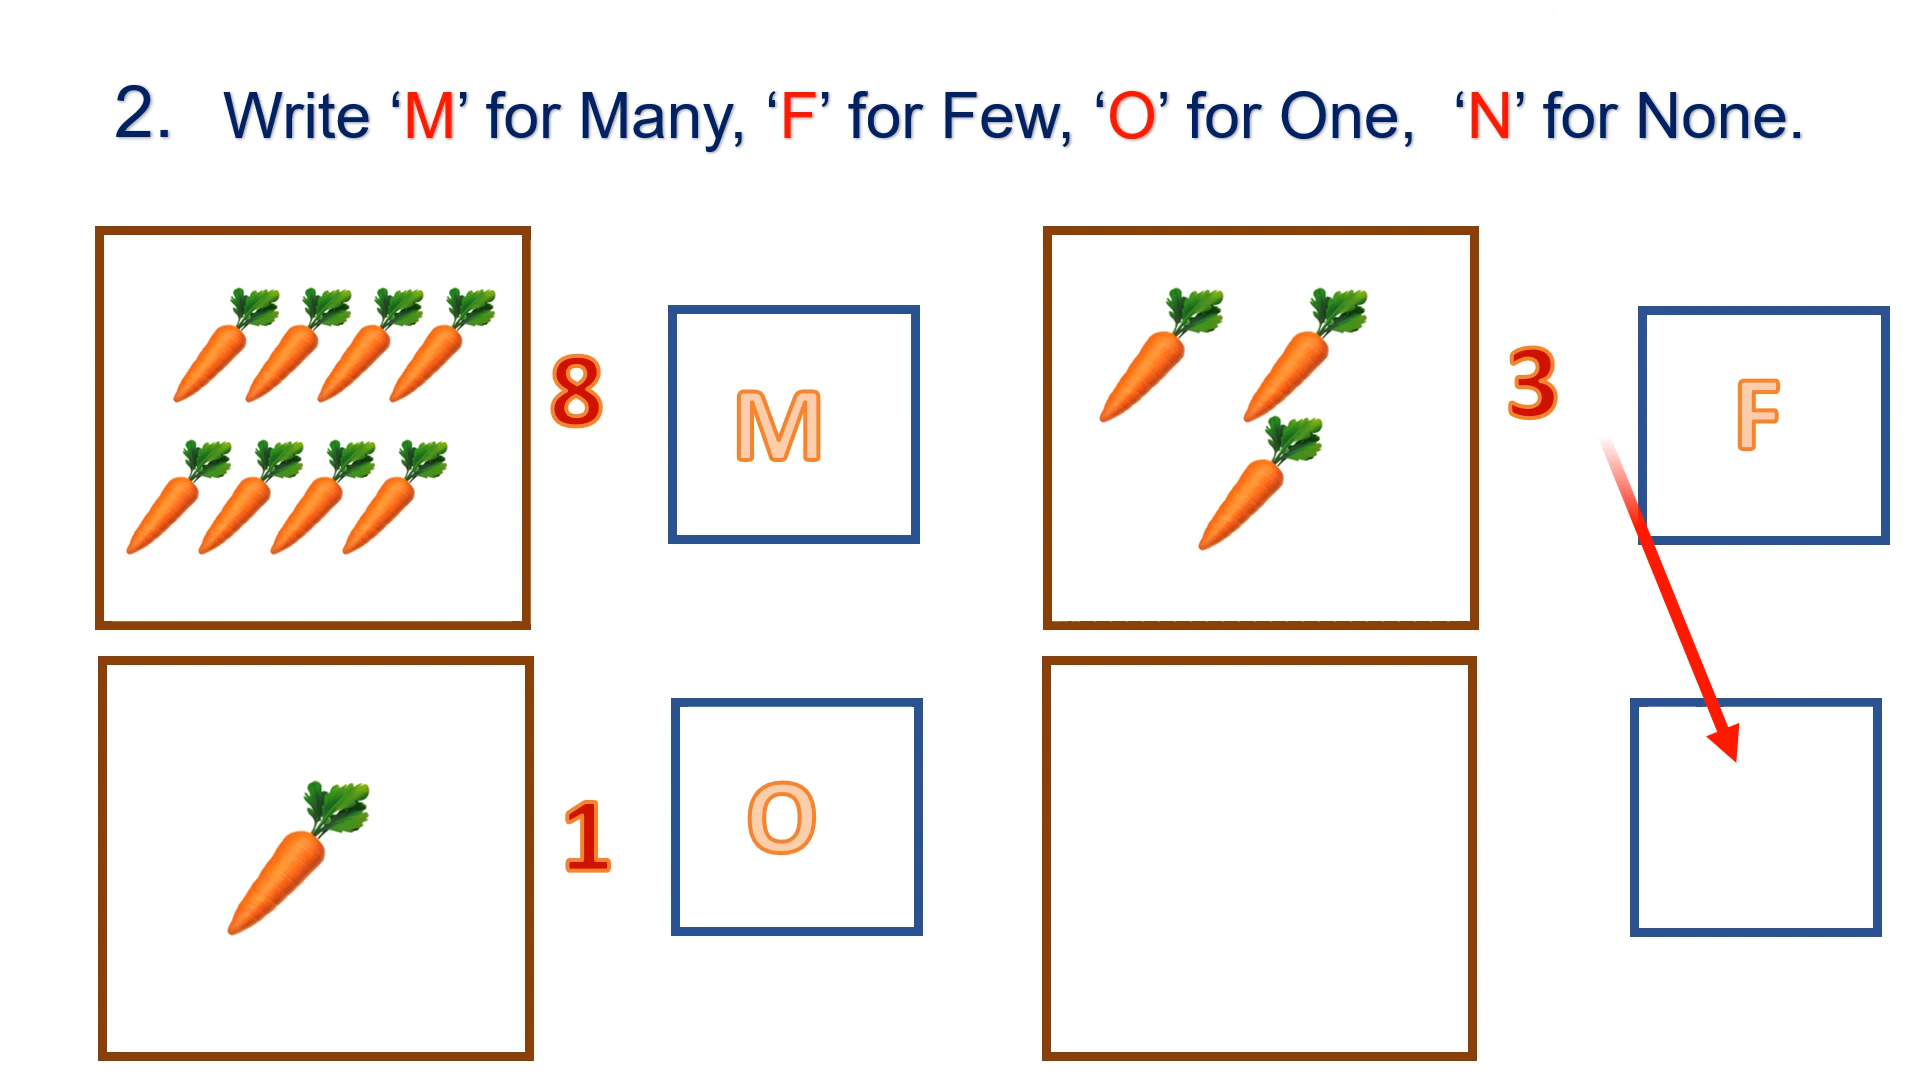 2. Write ‘M’ for Many, ‘F’ for Few, ‘O’ for One, ‘N’ for None.
8 M
3 F
1 O